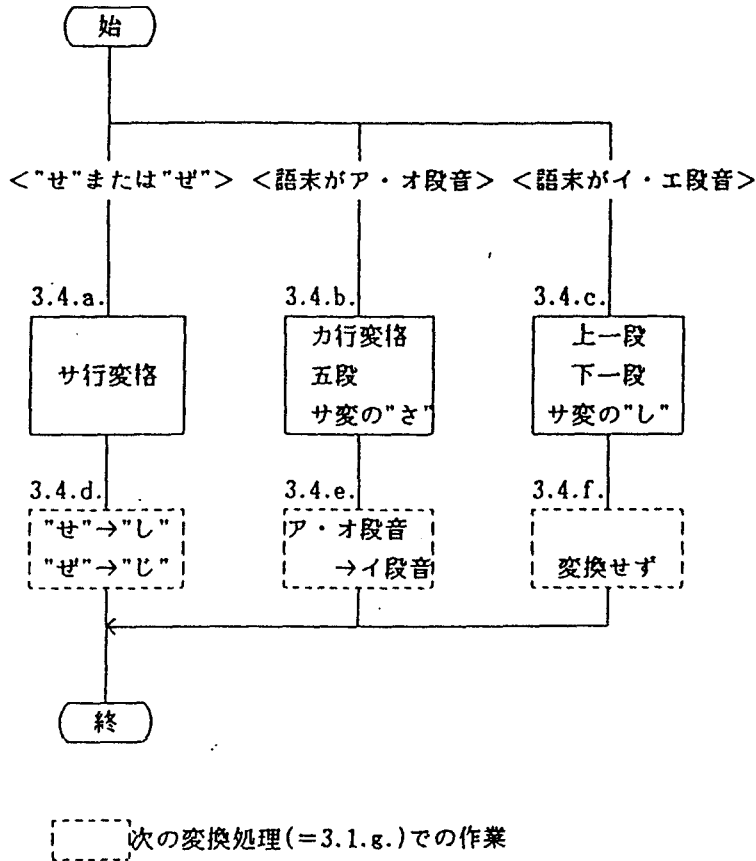 始
<"せ"または"ぜ"> <語末がア・オ段音> <語末がイ・エ段音>
3.4.a.
サ行変格
3.4.b.
カ行変格
五段
サ変の"さ"
3.4.c.
上一段
下一段
サ変の"し"
3.4.d.
"せ"→"し"
"ぜ"→"じ"
3.4.e.
ア・オ段音
→イ段音
3.4.f.
変換せず
終
次の変換処理(=3.1.g.)での作業